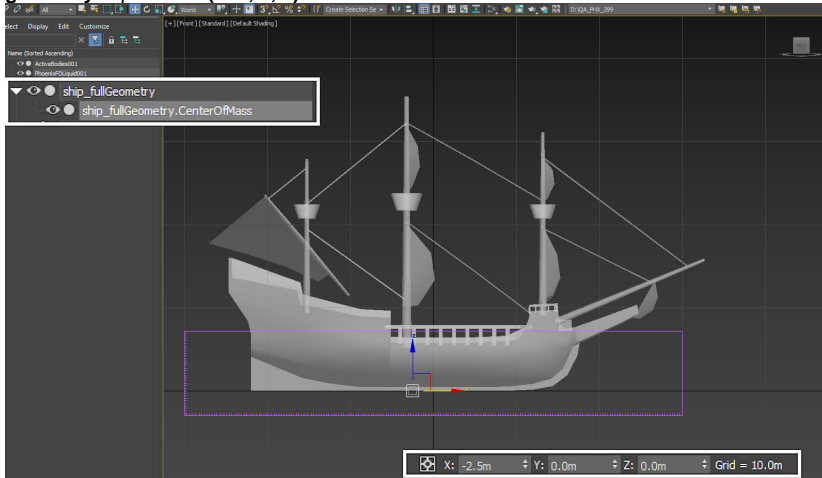 All
World
Create Selection Se
D:\QA_PHX_399
elect Display Edit Customize
[+] [Front] [Standard] [Default Shading]
Name (Sorted Ascending)
ActiveBodies001
PhoenixFDLiquid001
ship_fullGeometry
ship_fullGeometry.CenterOfMass
X: -2.5m Y: 0.0m Z: 0.0m Grid = 10.0m